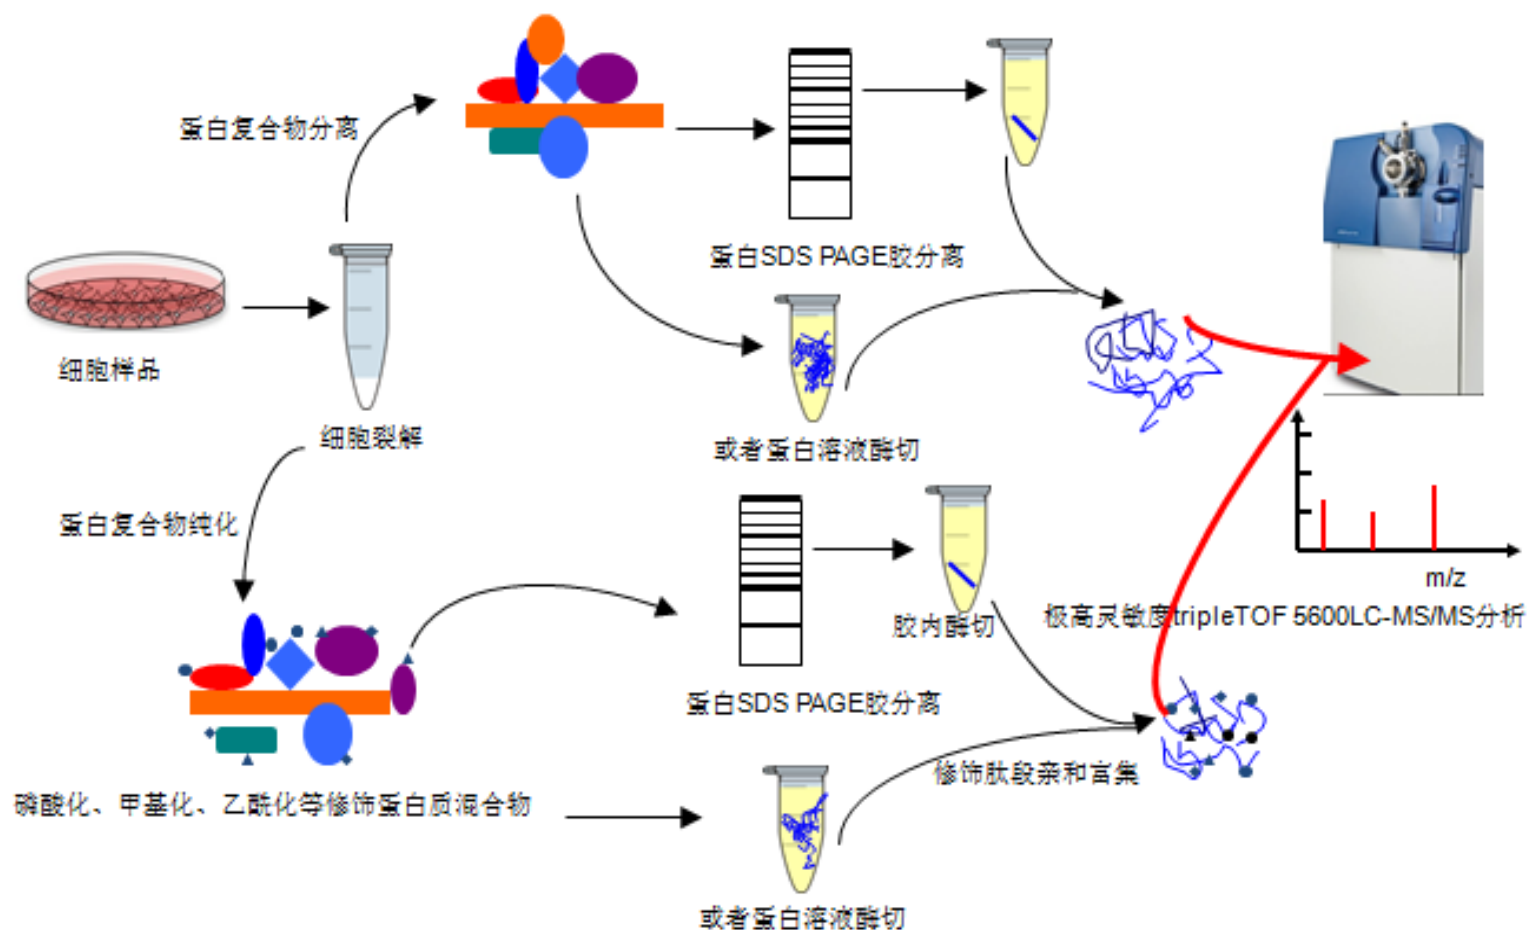 蛋白复合物分离
蛋白SDS PAGE胶分离
细胞样品
细胞裂解
或者蛋白溶液酶切
蛋白复合物纯化
m/z
胶内酶切
极高灵敏度tripleTOF 5600LC-MS/MS分析
蛋白SDS PAGE胶分离
修饰肽段亲和富集
磷酸化、甲基化、乙酰化等修饰蛋白质混合物
或者蛋白溶液酶切